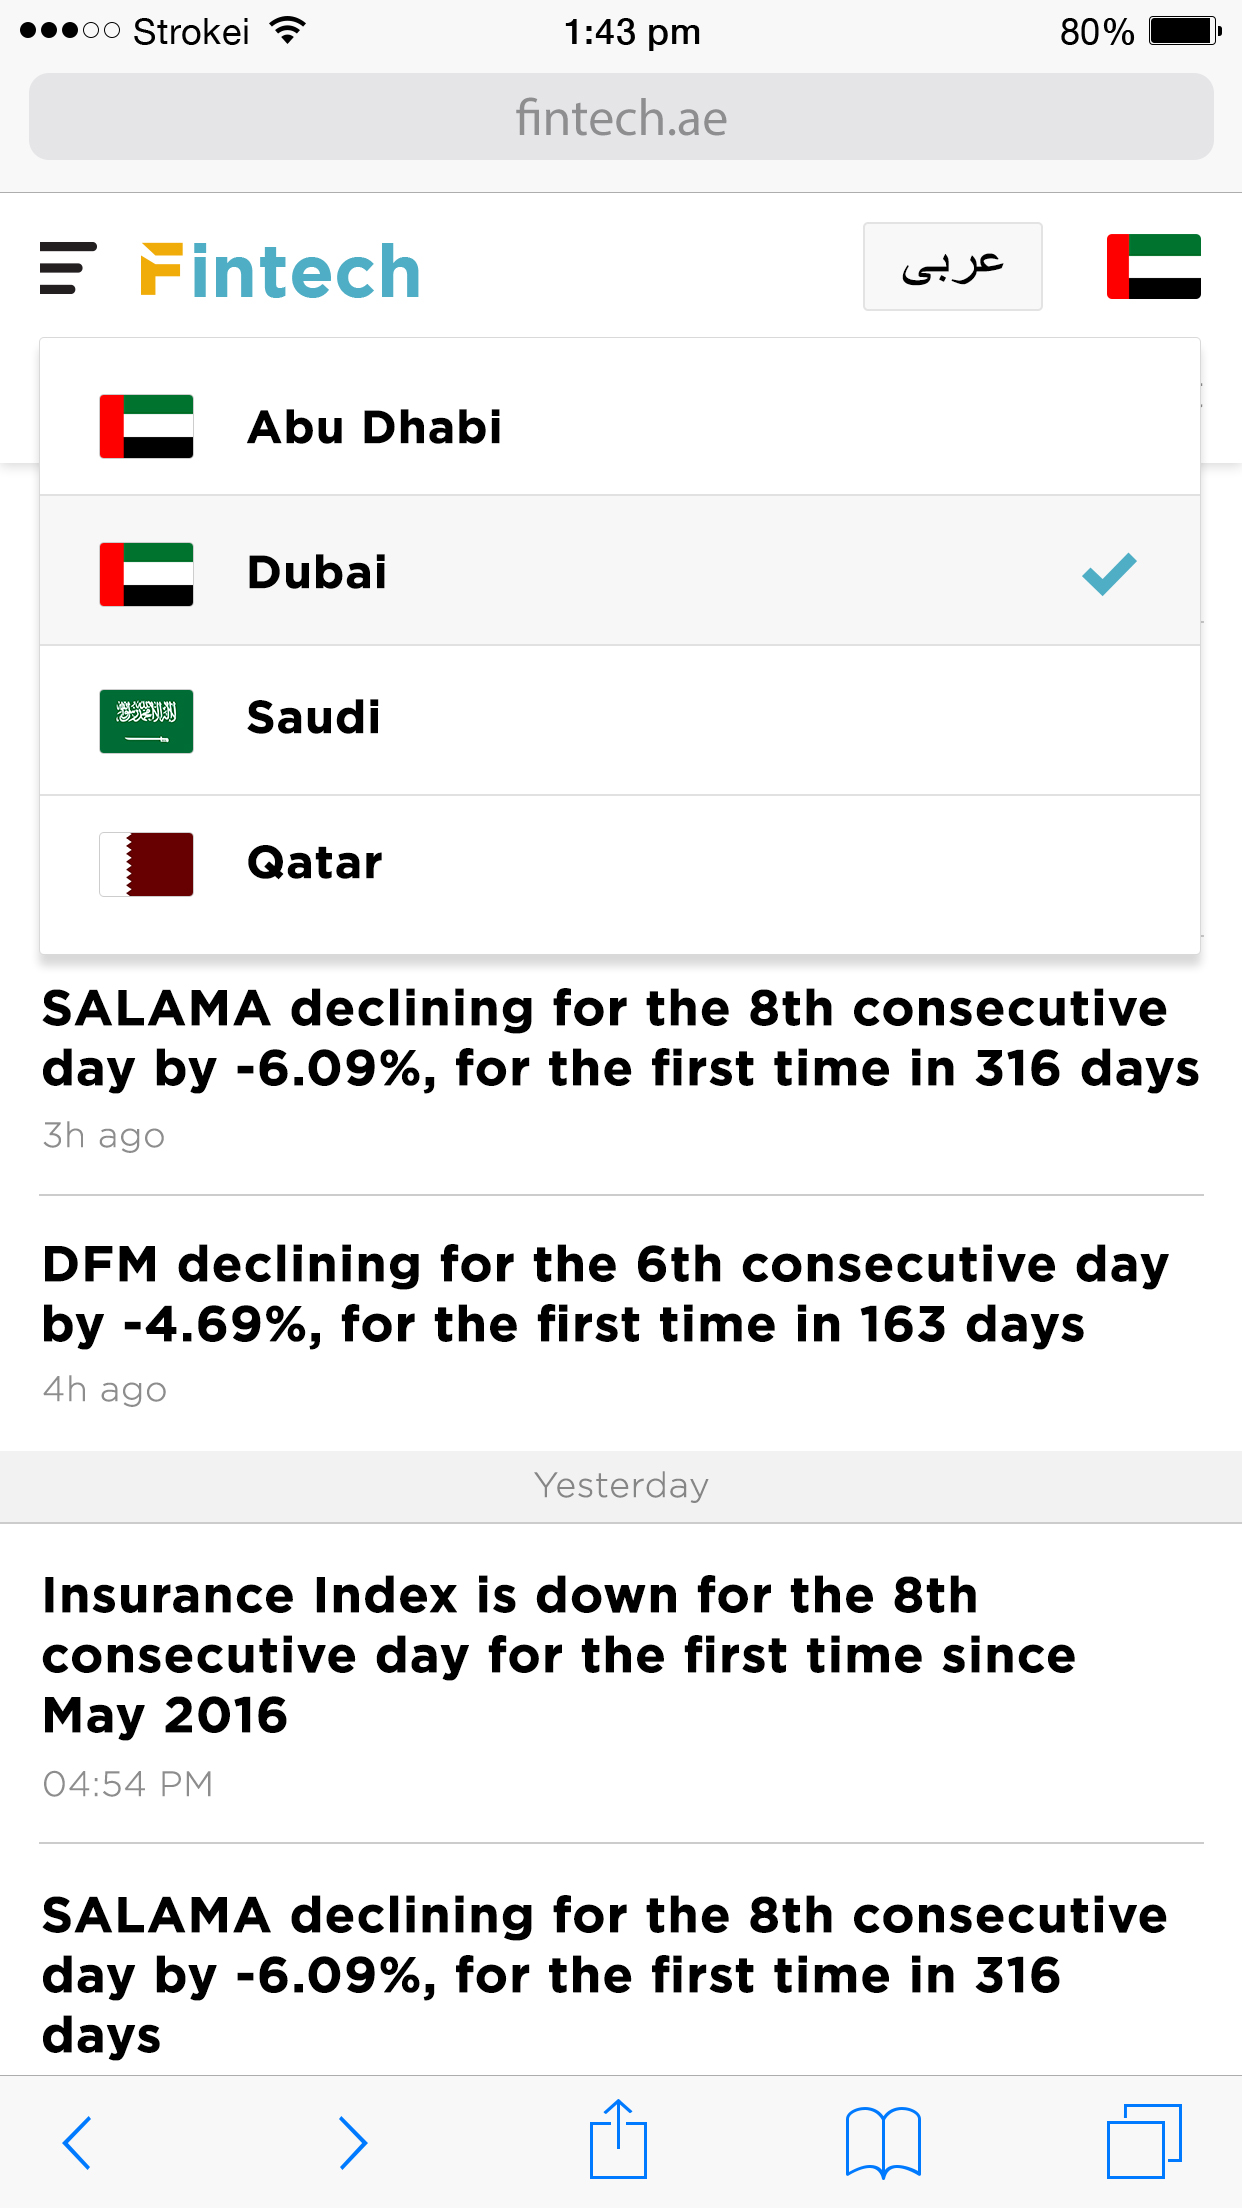 Strokei 1:43 pm 80%
fintech.ae
Fintech عربى
Abu Dhabi
Dubai
Saudi
Qatar
SALAMA declining for the 8th consecutive
day by -6.09%, for the first time in 316 days
3h ago
DFM declining for the 6th consecutive day
by -4.69%, for the first time in 163 days
4h ago
Yesterday
Insurance Index is down for the 8th
consecutive day for the first time since
May 2016
04:54 PM
SALAMA declining for the 8th consecutive
day by -6.09%, for the first time in 316
days